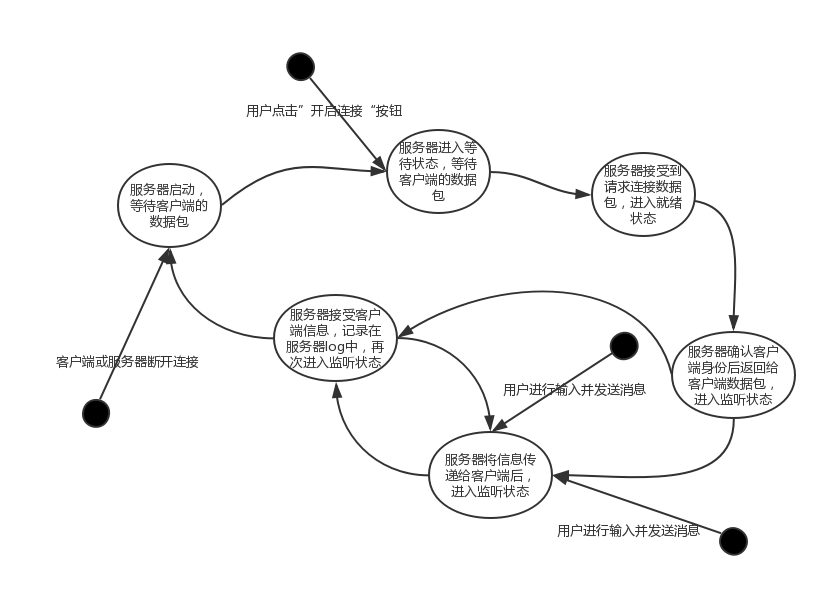 用户点击”开启连接“按钮
服务器进入等
待状态，等待
客户端的数据
包
服务器接受到
请求连接数据
包，进入就绪
状态
服务器启动，
等待客户端的
数据包
服务器接受客户
端信息，记录在
服务器log中，再
次进入监听状态
客户端或服务器断开连接
服务器确认客户
端身份后返回给
客户端数据包，
进入监听状态
用户进行输入并发送消息
服务器将信息传
递给客户端后，
进入监听状态
用户进行输入并发送消息